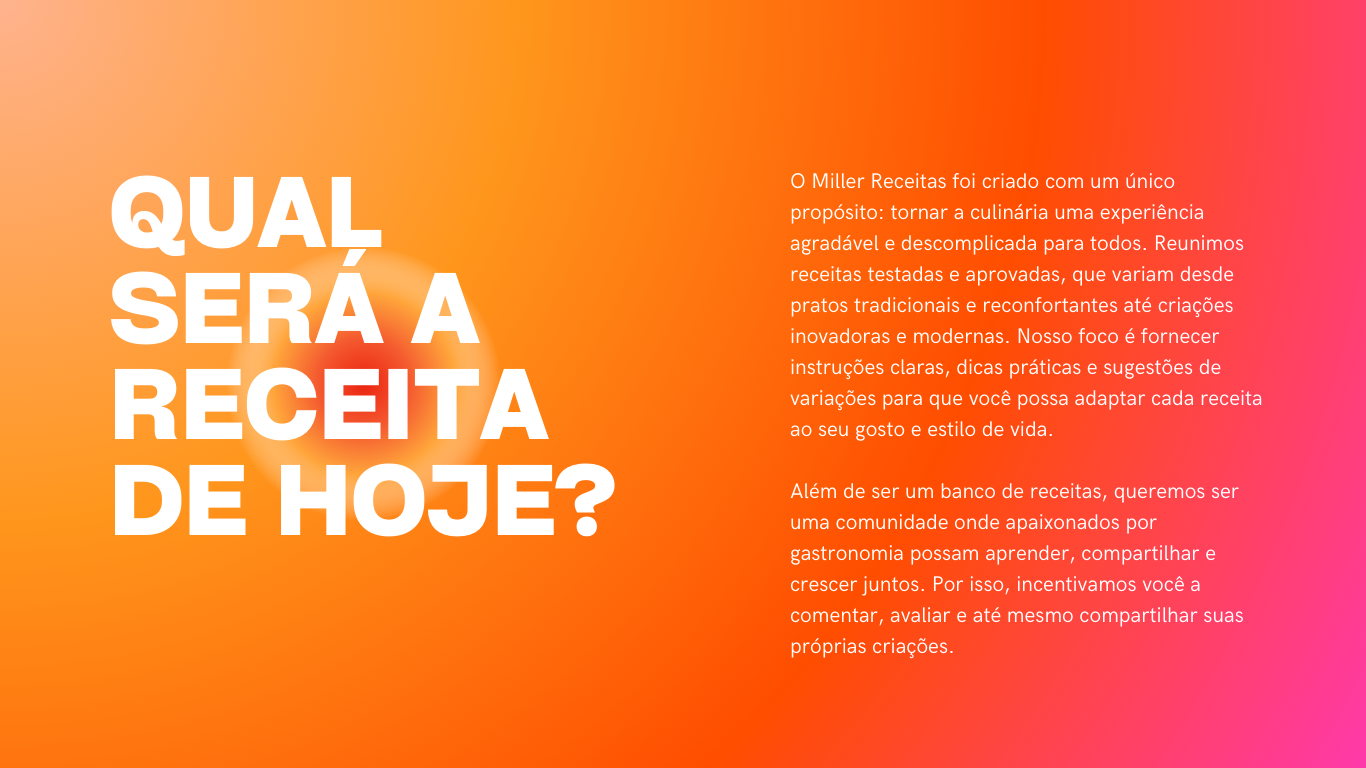 QUAL
SERÁ A
RECEITA
DE HOJE?
O Miller Receitas foi criado com um único
propósito: tornar a culinária uma experiência
agradável e descomplicada para todos. Reunimos
receitas testadas e aprovadas, que variam desde
pratos tradicionais e reconfortantes até criações
inovadoras e modernas. Nosso foco é fornecer
instruções claras, dicas práticas e sugestões de
variações para que você possa adaptar cada receita
ao seu gosto e estilo de vida.
Além de ser um banco de receitas, queremos ser
uma comunidade onde apaixonados por
gastronomia possam aprender, compartilhar e
crescer juntos. Por isso, incentivamos você a
comentar, avaliar e até mesmo compartilhar suas
próprias criações.